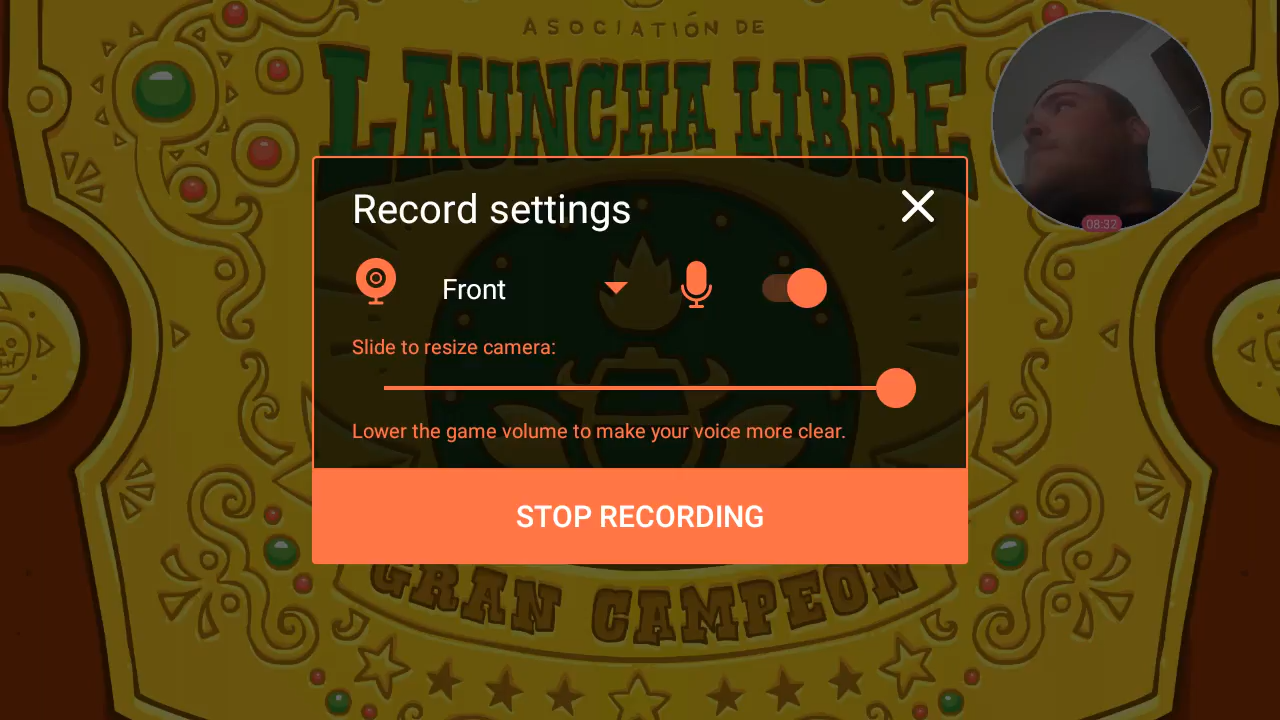 ASOCIATIÓN DE
LAUNCHA LIBRE
08:32
Record settings
Front
Slide to resize camera:
Lower the game volume to make your voice more clear.
STOP RECORDING
GRAN CAMPEON